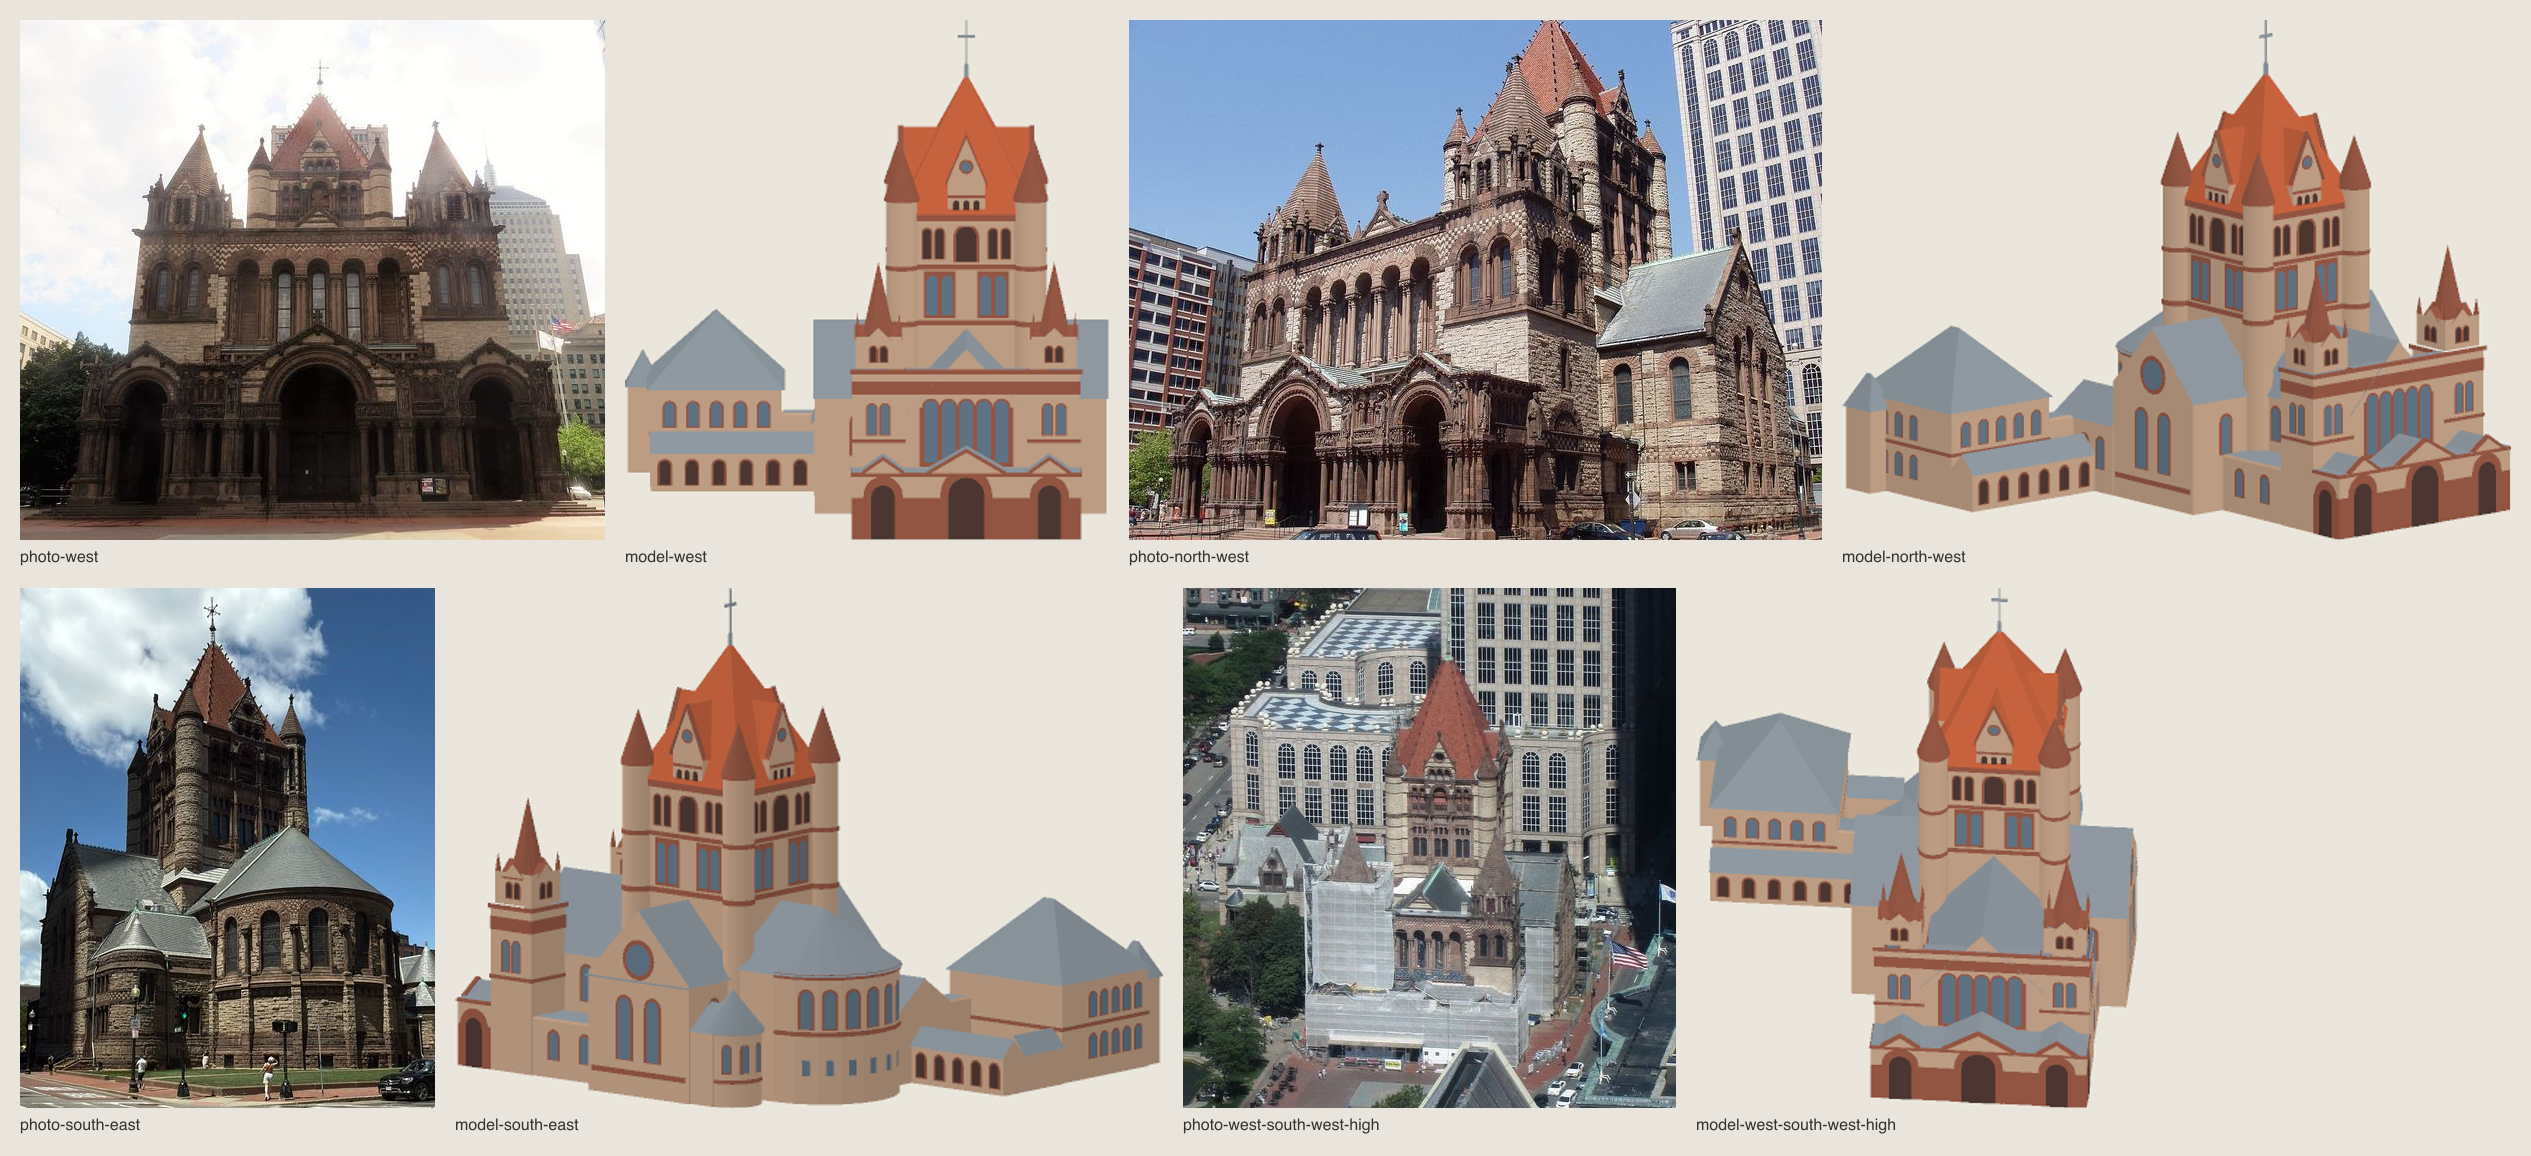 photo-west
model-west
photo-north-west
model-north-west
photo-south-east
model-south-east
photo-west-south-west-high
model-west-south-west-high